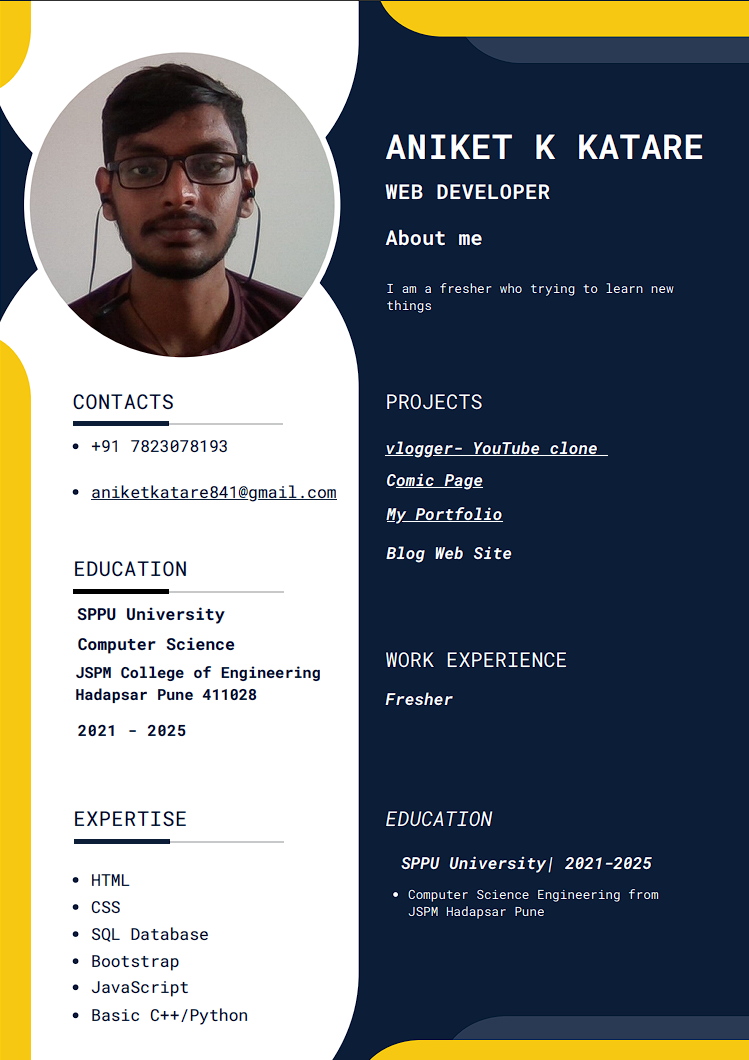 ANIKET K KATARE
WEB DEVELOPER
About me
I am a fresher who trying to learn new
things
CONTACTS
+91 7823078193
aniketkatare841@gmail.com
EDUCATION
SPPU University
Computer Science
JSPM College of Engineering
Hadapsar Pune 411028
2021 - 2025
EXPERTISE
HTML
CSS
SQL Database
Bootstrap
JavaScript
Basic C++/Python
PROJECTS
vlogger- YouTube clone
Comic Page
My Portfolio
Blog Web Site
WORK EXPERIENCE
Fresher
EDUCATION
SPPU University| 2021-2025
Computer Science Engineering from
JSPM Hadapsar Pune